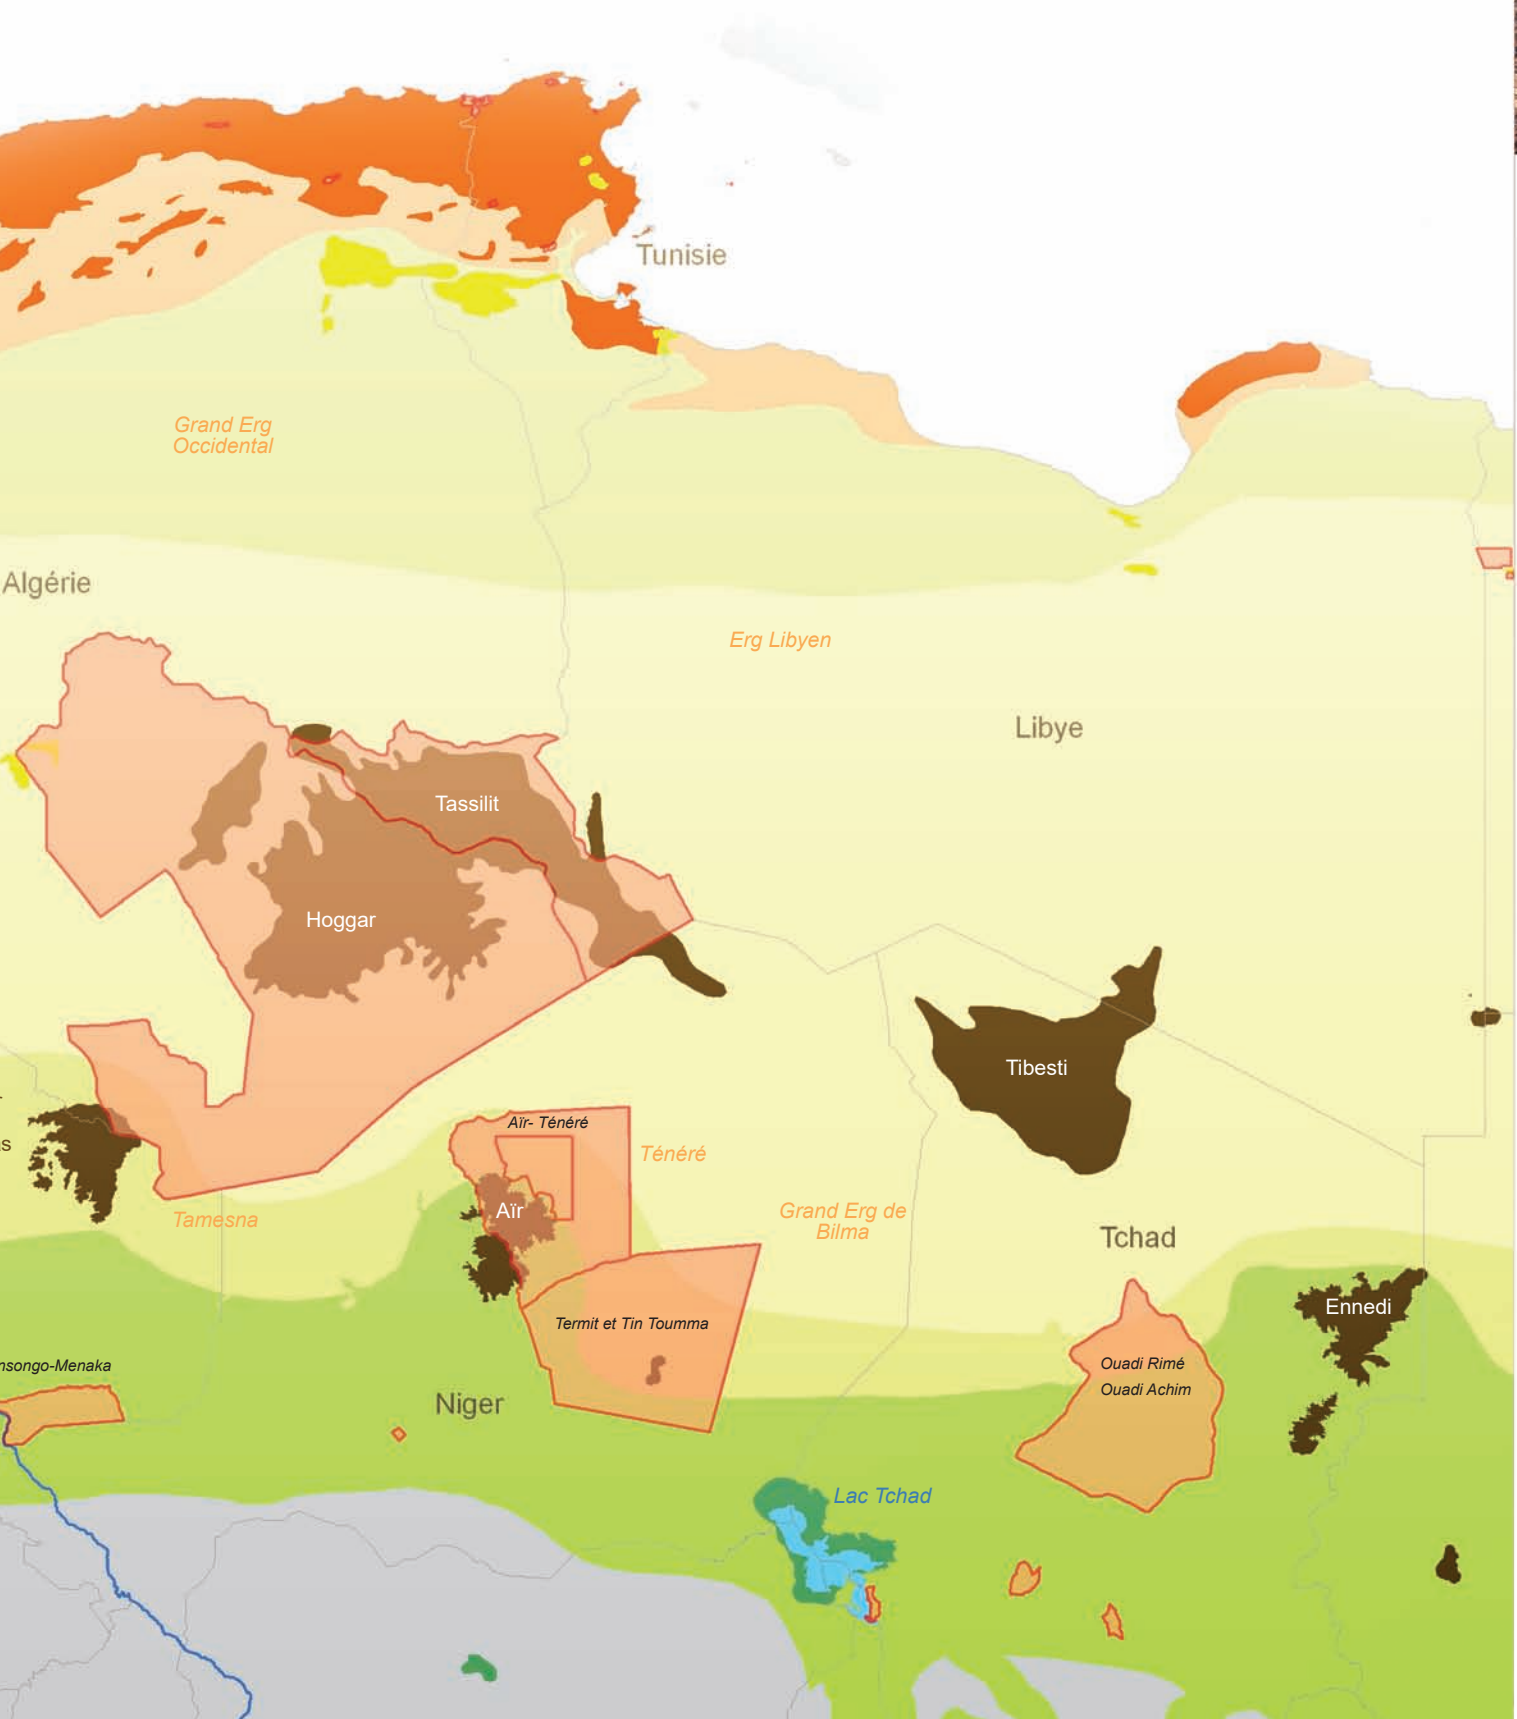 Tunisie
Grand Erg
Occidental
Algérie
Erg Libyen
Libye
Tassilit
Hoggar
Tibesti
Aïr- Ténéré
s
Ténéré
Aïr
Tamesna
Grand Erg de
Bilma
Tchad
Ennedi
Termit et Tin Toumma
nsongo-Menaka
Ouadi Rimé
Ouadi Achim
Niger
Lac Tchad